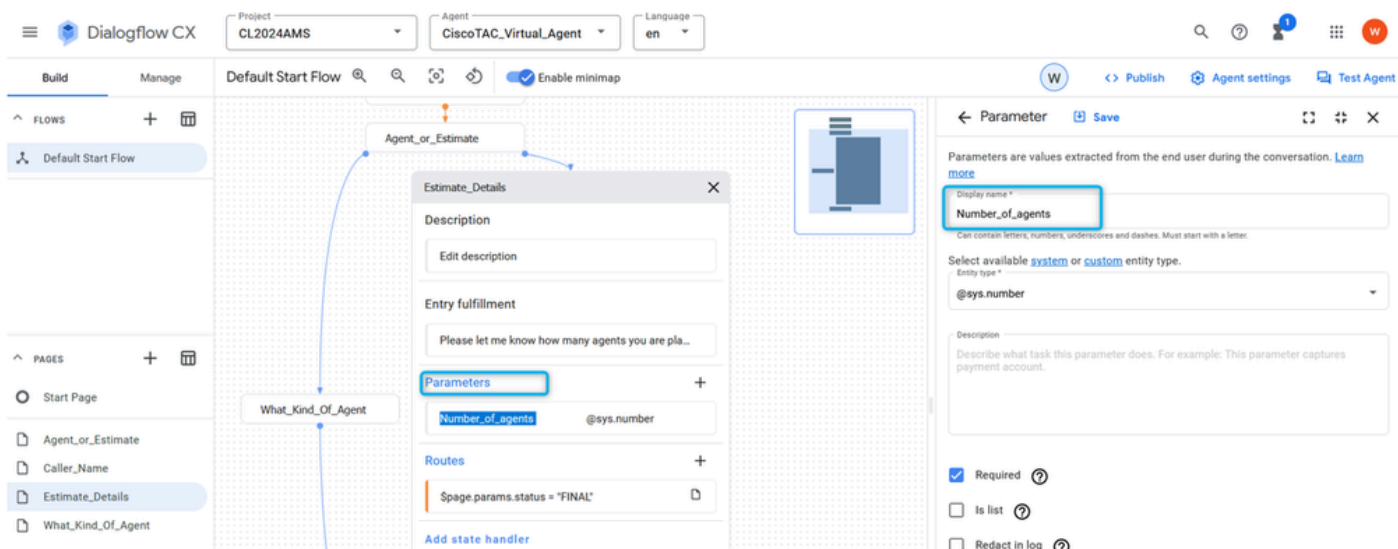 Dialogflow CX
Project
CL2024AMS
Agent
CiscoTAC_Virtual_Agent
Language
en
1
W
Build
Manage
Default Start Flow
Enable minimap
W
Publish
Agent settings
Test Agent
FLOWS
Default Start Flow
PAGES
Start Page
Agent_or_Estimate
Caller_Name
Estimate_Details
What_Kind_Of_Agent
Agent_or_Estimate
What_Kind_Of_Agent
Estimate_Details
Description
Edit description
Entry fulfillment
Please let me know how many agents you are pla...
Parameters
Number_of_agents @sys.number
Routes
$page.params.status = "FINAL"
Add state handler
Parameter
Save
Parameters are values extracted from the end user during the conversation. Learn
more
Display name *
Number_of_agents
Can contain letters, numbers, underscores and dashes. Must start with a letter.
Select available system or custom entity type.
Entity type *
@sys.number
Description
Describe what task this parameter does. For example: This parameter captures
payment account.
Required
Is list
Redact in log